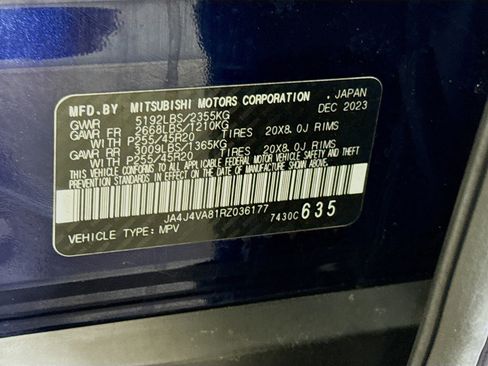 MFD.BY MITSUBISHI MOTORS CORPORATION . JAPAN
GVWR 5192LBS/2355KG DEC 2023
GAWR FR 2668LBS/1210KG
WITH P255/45R20 TIRES 20X8.0J RIMS
GAWR RR 3009LBS/1365KG
WITH P255/45R20 TIRES 20X8.0J RIMS
THIS VEHICLE CONFORMS TO ALL APPLICABLE FEDERAL MOTOR VEHICLE SAFETY, BUMPER AND THEFT
PREVENTION STANDARDS IN EFFECT ON THE DATE OF MANUFACTURE SHOWN ABOVE.
JA4J4VA81RZ036177 7430C 635
VEHICLE TYPE: MPV